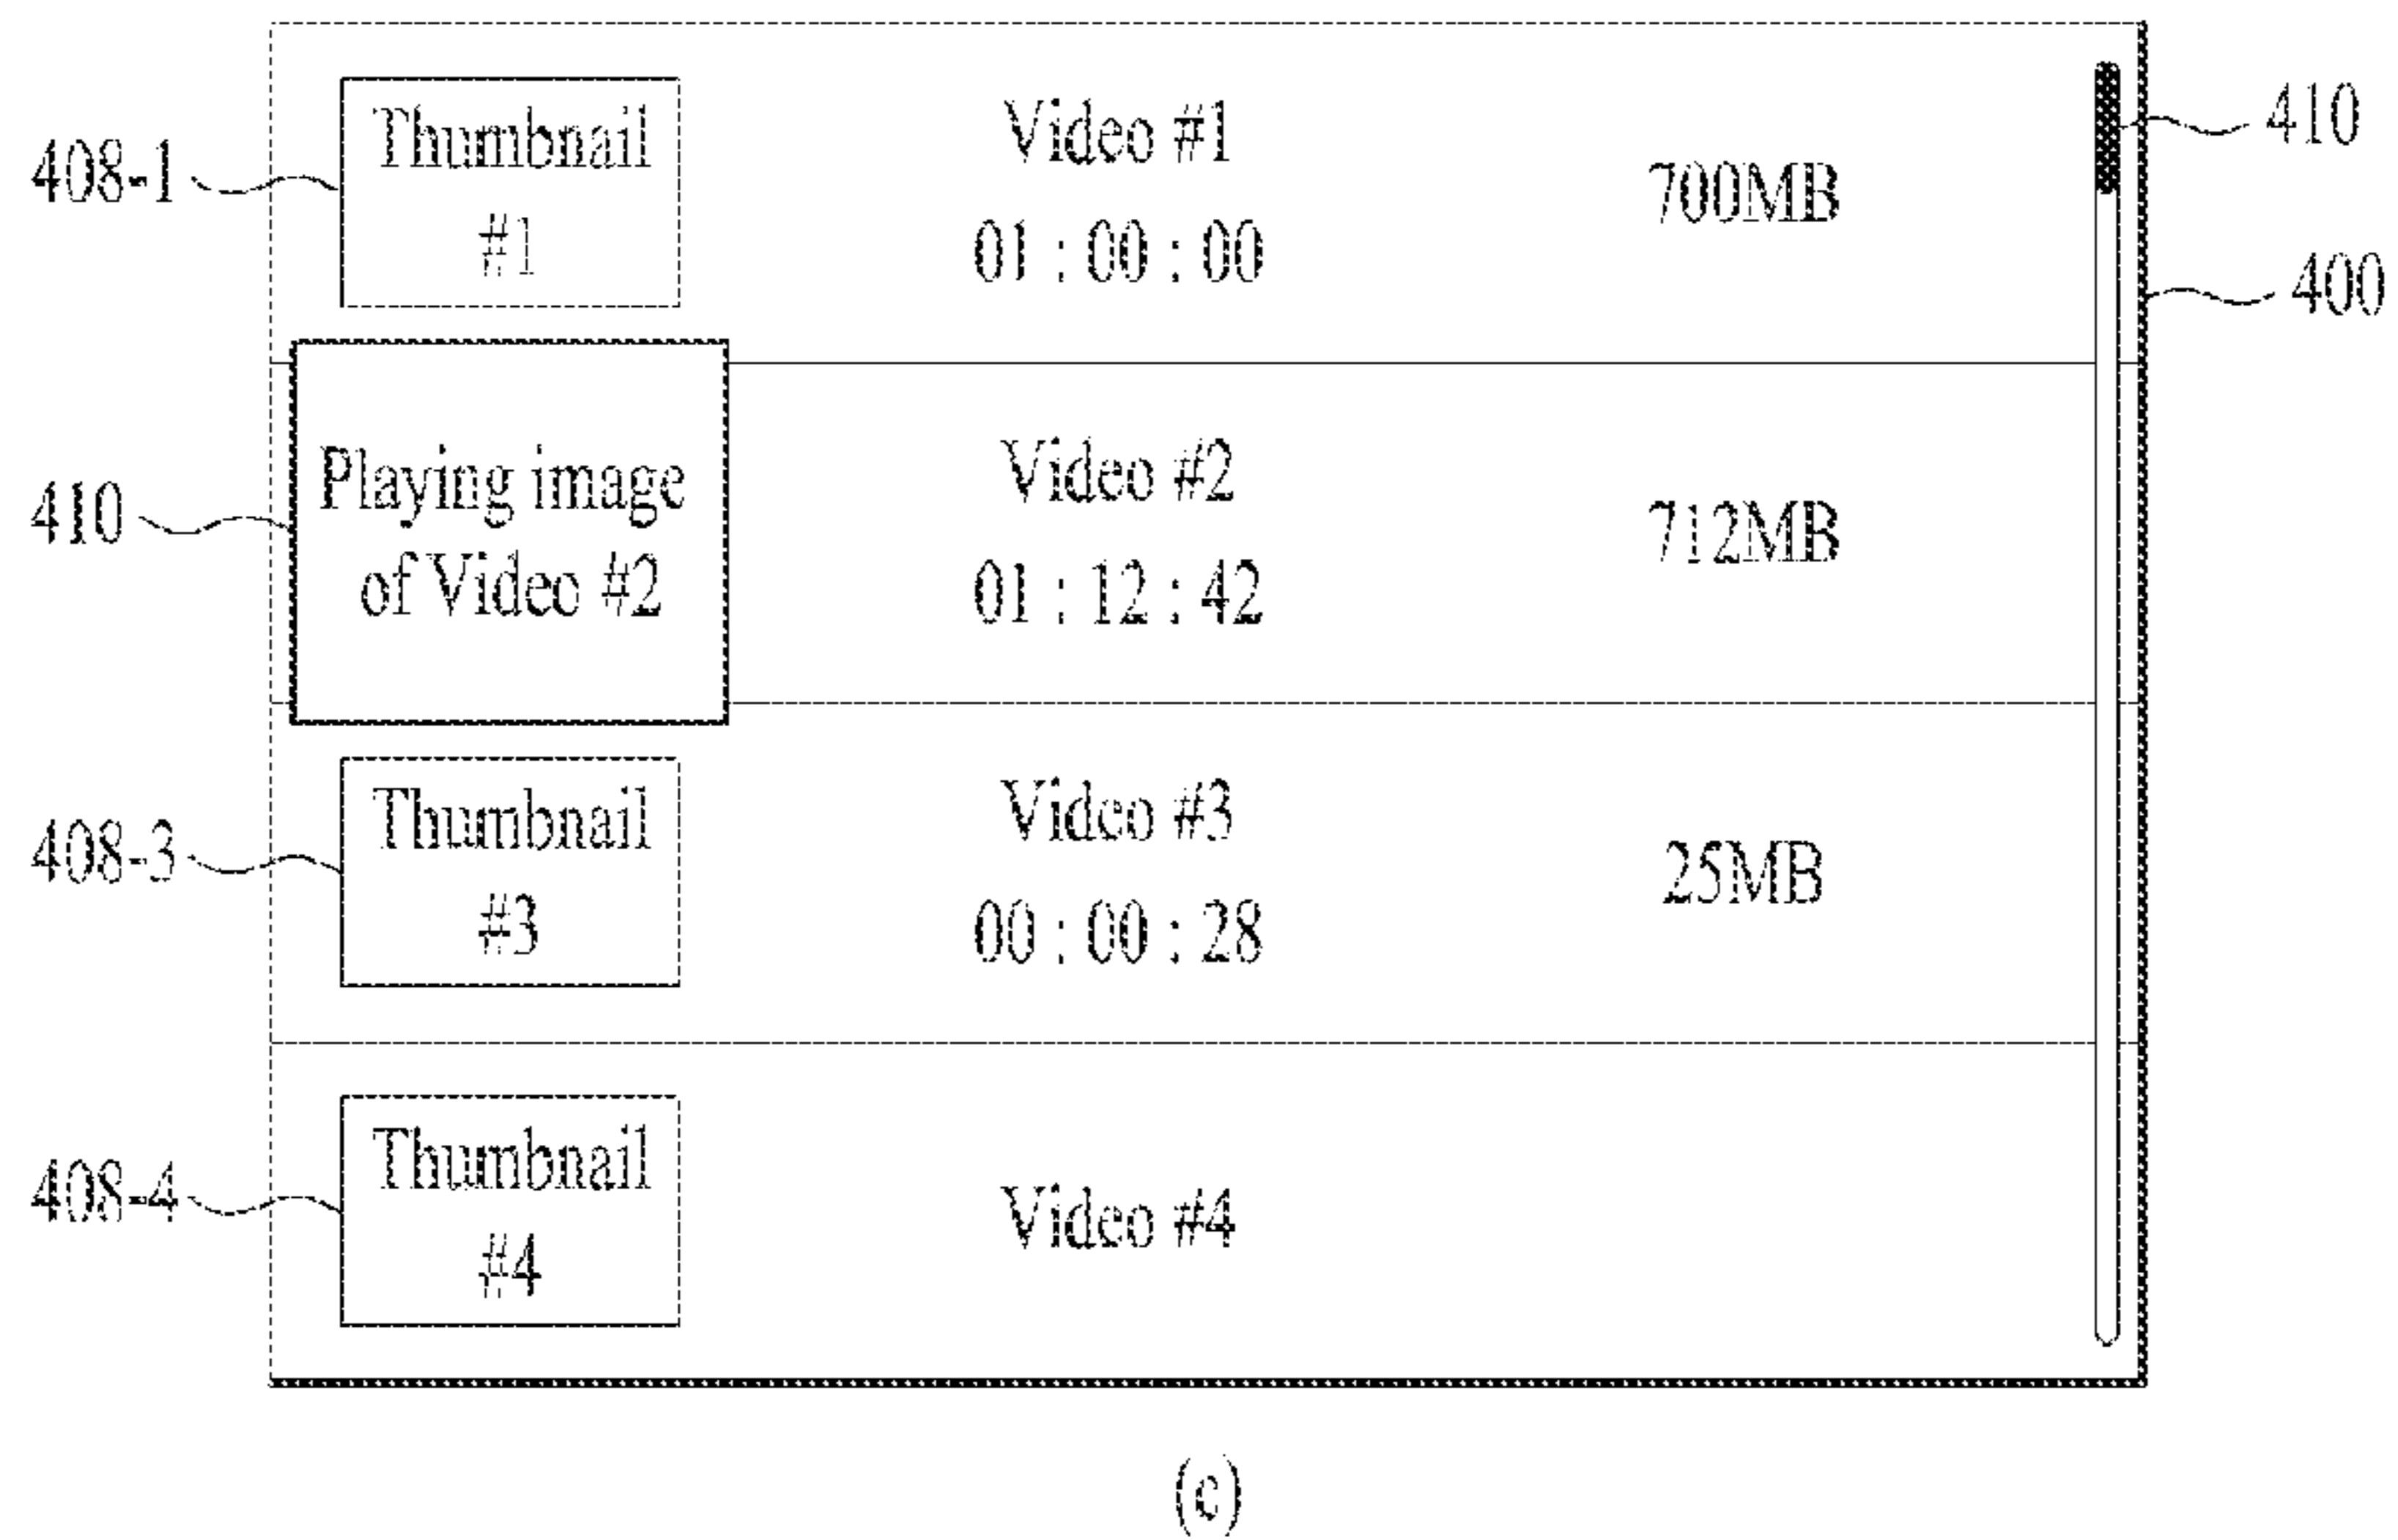 Thumbnail
#1
Video #1
01 : 00 : 00
700MB
408-1
410
400
Playing image
of Video #2
Video #2
01 : 12 : 42
712MB
410
Thumbnail
#3
Video #3
00 : 00 : 28
25MB
408-3
Thumbnail
#4
Video #4
408-4
(c)